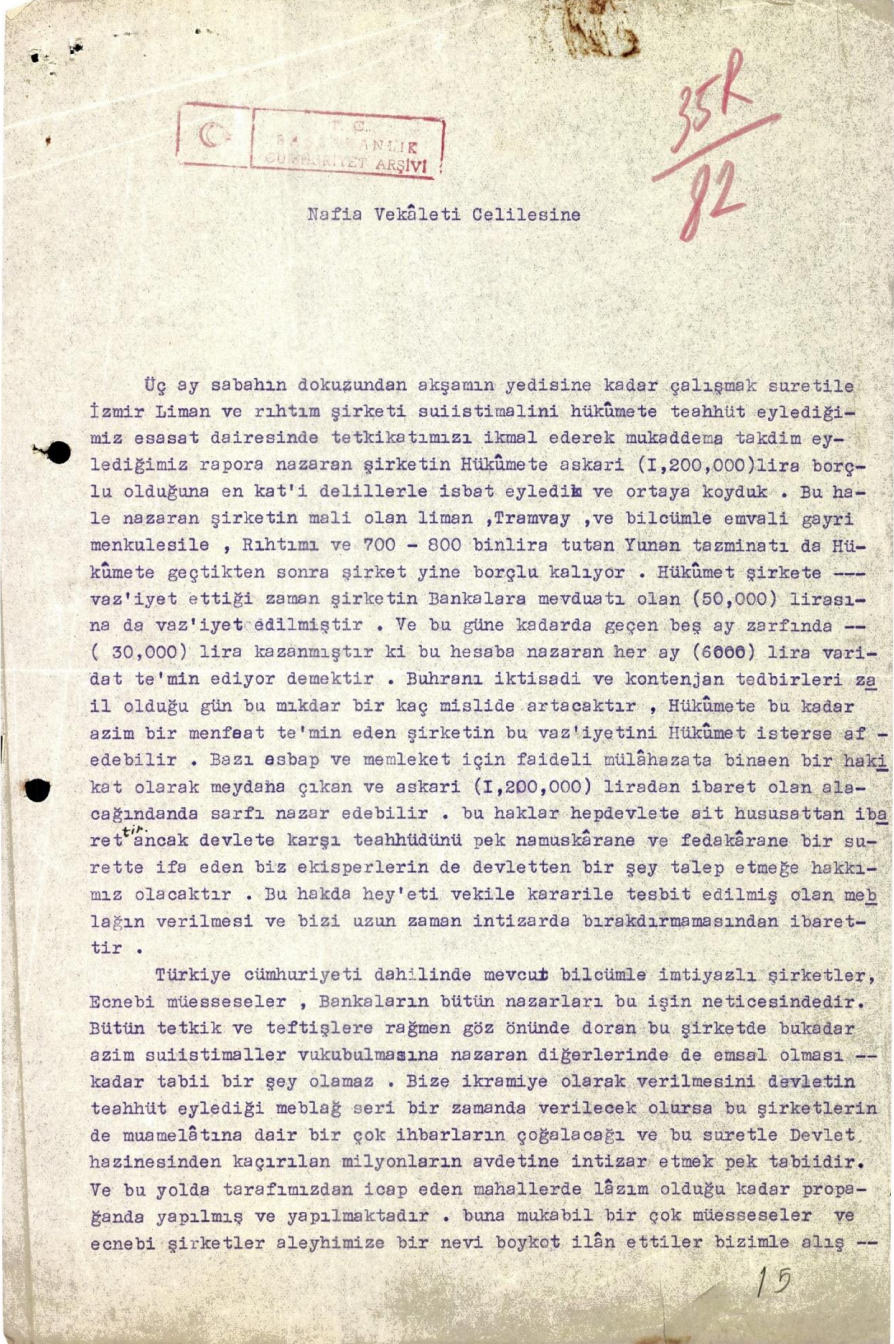 35R
82
T. C.
BAŞBAKANLIK
CUMHURİYET ARŞİVİ
Nafia Vekâleti Celilesine
Üç ay sabahın dokuzundan akşamın yedisine kadar çalışmak suretile
İzmir Liman ve rıhtım şirketi suiistimalini hükûmete teahhüt eylediği-
miz esasat dairesinde tetkikatımızı ikmal ederek mukaddema takdim ey-
lediğimiz rapora nazaran şirketin Hükûmete askari (I,200,000)lira borç-
lu olduğuna en kat'i delillerle isbat eyledik ve ortaya koyduk . Bu ha-
le nazaran şirketin mali olan liman ,Tramvay ,ve bilcümle emvali gayri
menkulesile , Rıhtımı ve 700 - 800 binlira tutan Yunan tazminatı da Hü-
kûmete geçtikten sonra şirket yine borçlu kalıyor . Hükûmet şirkete ---
vaz'iyet ettiği zaman şirketin Bankalara mevduatı olan (50,000) lirası-
na da vaz'iyet edilmiştir . Ve bu güne kadarda geçen beş ay zarfında --
( 30,000) lira kazanmıştır ki bu hesaba nazaran her ay (6000) lira vari-
dat te'min ediyor demektir . Buhranı iktisadi ve kontenjan tedbirleri za
il olduğu gün bu mıkdar bir kaç mislide artacaktır , Hükûmete bu kadar
azim bir menfaat te'min eden şirketin bu vaz'iyetini Hükûmet isterse af -
edebilir . Bazı esbap ve memleket için faideli mülâhazata binaen bir haki
kat olarak meydaha çıkan ve askari (I,200,000) liradan ibaret olan ala-
cağındanda sarfı nazar edebilir . bu haklar hepdevlete ait hususattan iba
ret tir. ancak devlete karşı teahhüdünü pek namuskârane ve fedakârane bir su-
rette ifa eden biz ekisperlerin de devletten bir şey talep etmeğe hakkı-
mız olacaktır . Bu hakda hey'eti vekile kararile tesbit edilmiş olan meb
lağın verilmesi ve bizi uzun zaman intizarda bırakdırmamasından ibaret-
tir .
Türkiye cümhuriyeti dahilinde mevcut bilcümle imtiyazlı şirketler,
Ecnebi müesseseler , Bankaların bütün nazarları bu işin neticesindedir.
Bütün tetkik ve teftişlere rağmen göz önünde doran bu şirketde bukadar
azim suiistimaller vukubulmasına nazaran diğerlerinde de emsal olması --
kadar tabii bir şey olamaz . Bize ikramiye olarak verilmesini devletin
teahhüt eylediği meblağ seri bir zamanda verilecek olursa bu şirketlerin
de muamelâtına dair bir çok ihbarların çoğalacağı ve bu suretle Devlet
hazinesinden kaçırılan milyonların avdetine intizar etmek pek tabiidir.
Ve bu yolda tarafımızdan icap eden mahallerde lâzım olduğu kadar propa-
ğanda yapılmış ve yapılmaktadır . buna mukabil bir çok müesseseler ve
ecnebi şirketler aleyhimize bir nevi boykot ilân ettiler bizimle alış --
15